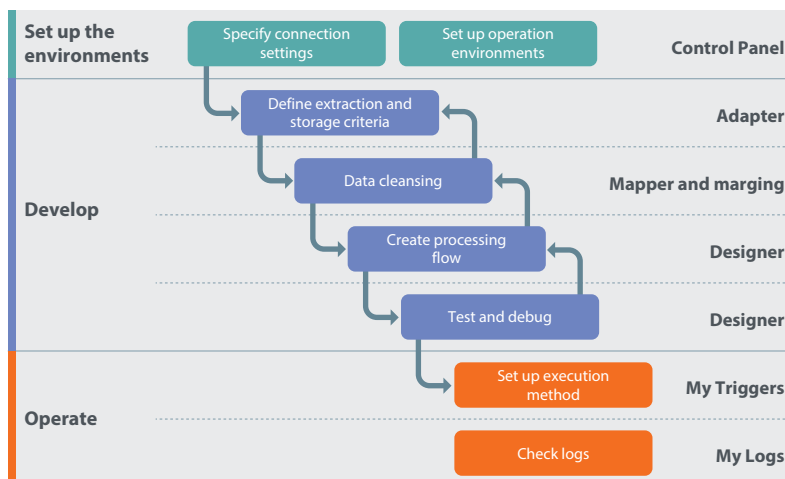 Set up the
environments
Specify connection
settings
Set up operation
environments
Control Panel
Develop
Define extraction and
storage criteria
Adapter
Data cleansing
Mapper and marging
Create processing
flow
Designer
Test and debug
Designer
Operate
Set up execution
method
My Triggers
Check logs
My Logs